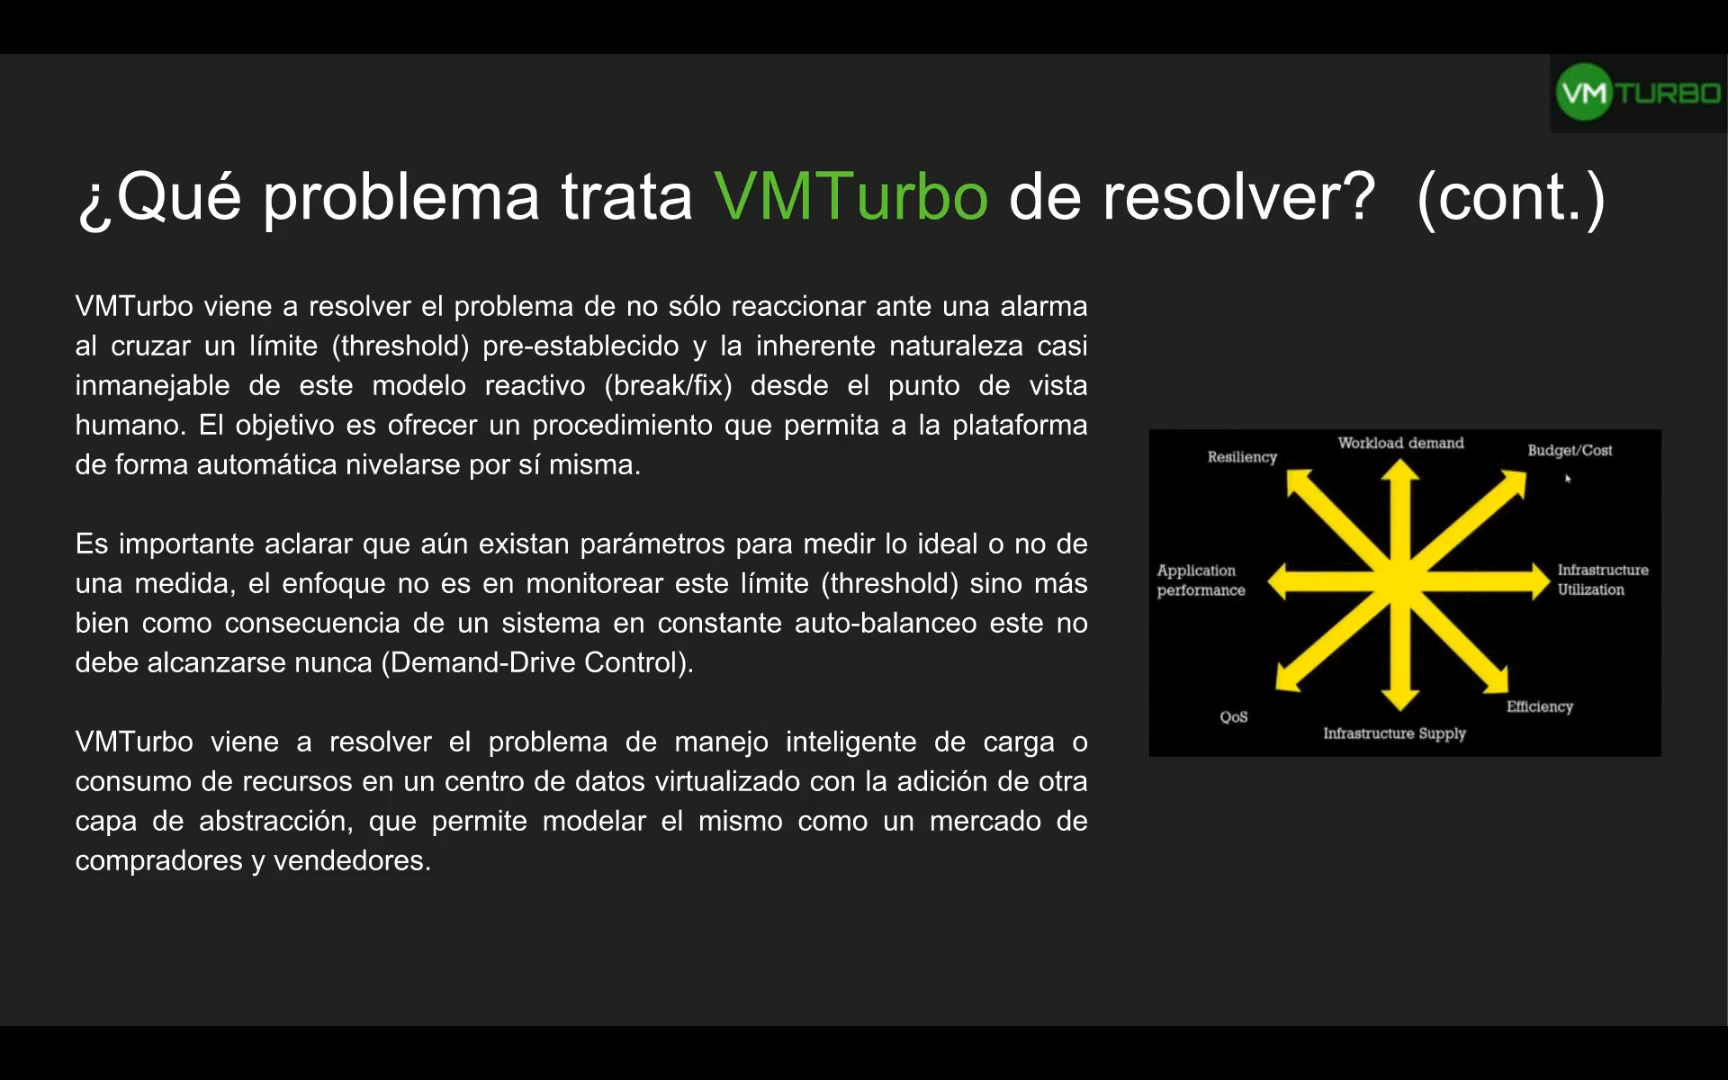 VMTURBO
¿Qué problema trata VMTurbo de resolver? (cont.)
VMTurbo viene a resolver el problema de no sólo reaccionar ante una alarma
al cruzar un límite (threshold) pre-establecido y la inherente naturaleza casi
inmanejable de este modelo reactivo (break/fix) desde el punto de vista
humano. El objetivo es ofrecer un procedimiento que permita a la plataforma
de forma automática nivelarse por sí misma.
Es importante aclarar que aún existan parámetros para medir lo ideal o no de
una medida, el enfoque no es en monitorear este límite (threshold) sino más
bien como consecuencia de un sistema en constante auto-balanceo este no
debe alcanzarse nunca (Demand-Drive Control).
VMTurbo viene a resolver el problema de manejo inteligente de carga o
consumo de recursos en un centro de datos virtualizado con la adición de otra
capa de abstracción, que permite modelar el mismo como un mercado de
compradores y vendedores.
Resiliency
Workload demand
Budget/Cost
Application
performance
Infrastructure
Utilization
QoS
Infrastructure Supply
Efficiency